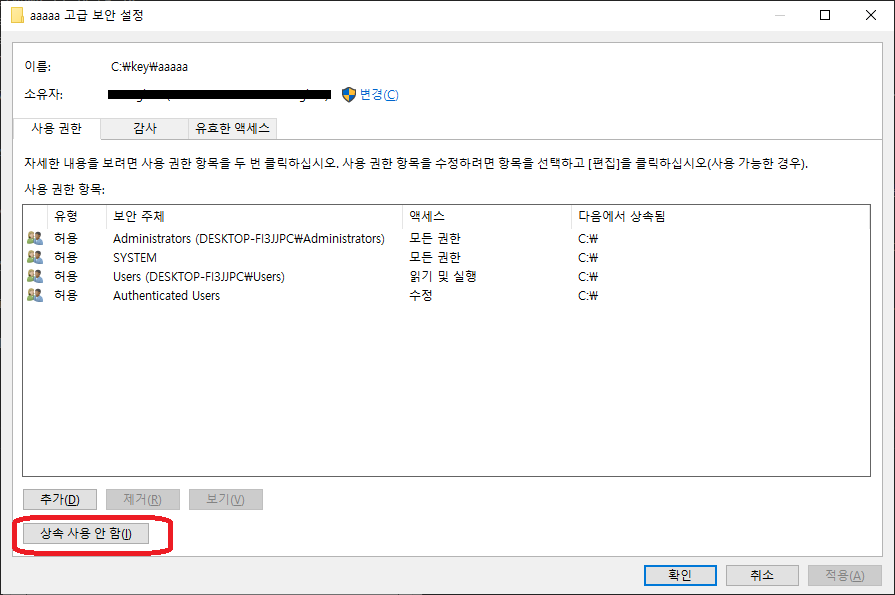 aaaaa 고급 보안 설정
이름: C:₩key₩aaaaa
소유자: 변경(C)
사용 권한 감사 유효한 액세스
자세한 내용을 보려면 사용 권한 항목을 두 번 클릭하십시오. 사용 권한 항목을 수정하려면 항목을 선택하고 [편집]을 클릭하십시오(사용 가능한 경우).
사용 권한 항목:
유형 보안 주체 액세스 다음에서 상속됨
허용 Administrators (DESKTOP-FI3JJPC₩Administrators) 모든 권한 C:₩
허용 SYSTEM 모든 권한 C:₩
허용 Users (DESKTOP-FI3JJPC₩Users) 읽기 및 실행 C:₩
허용 Authenticated Users 수정 C:₩
추가(D) 제거(R) 보기(V)
상속 사용 안 함(I)
확인 취소 적용(A)